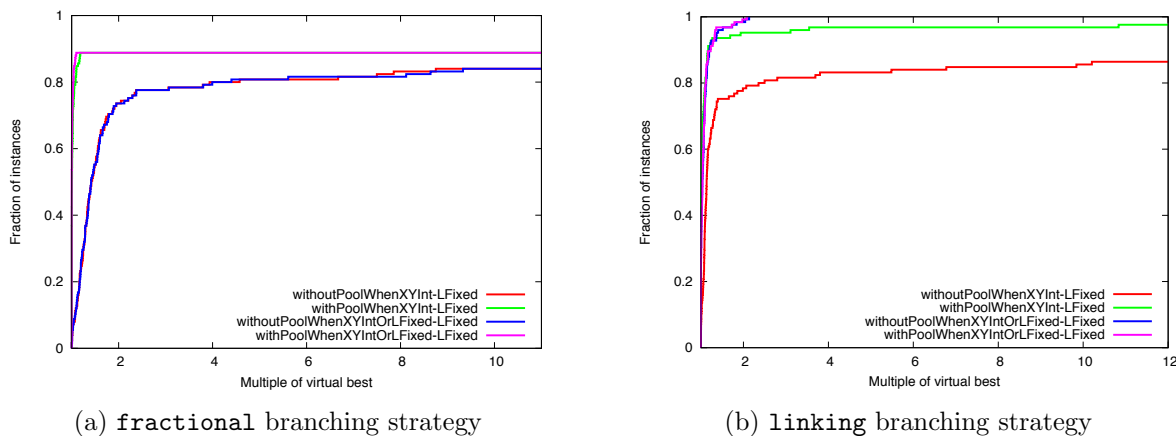 1
0.8
0.6
0.4
0.2
0
Fraction of instances
2
4
6
8
10
Multiple of virtual best
withoutPoolWhenXYInt-LFixed
withPoolWhenXYInt-LFixed
withoutPoolWhenXYIntOrLFixed-LFixed
withPoolWhenXYIntOrLFixed-LFixed
(a) fractional branching strategy
1
0.8
0.6
0.4
0.2
0
Fraction of instances
2
4
6
8
10
12
Multiple of virtual best
withoutPoolWhenXYInt-LFixed
withPoolWhenXYInt-LFixed
withoutPoolWhenXYIntOrLFixed-LFixed
withPoolWhenXYIntOrLFixed-LFixed
(b) linking branching strategy